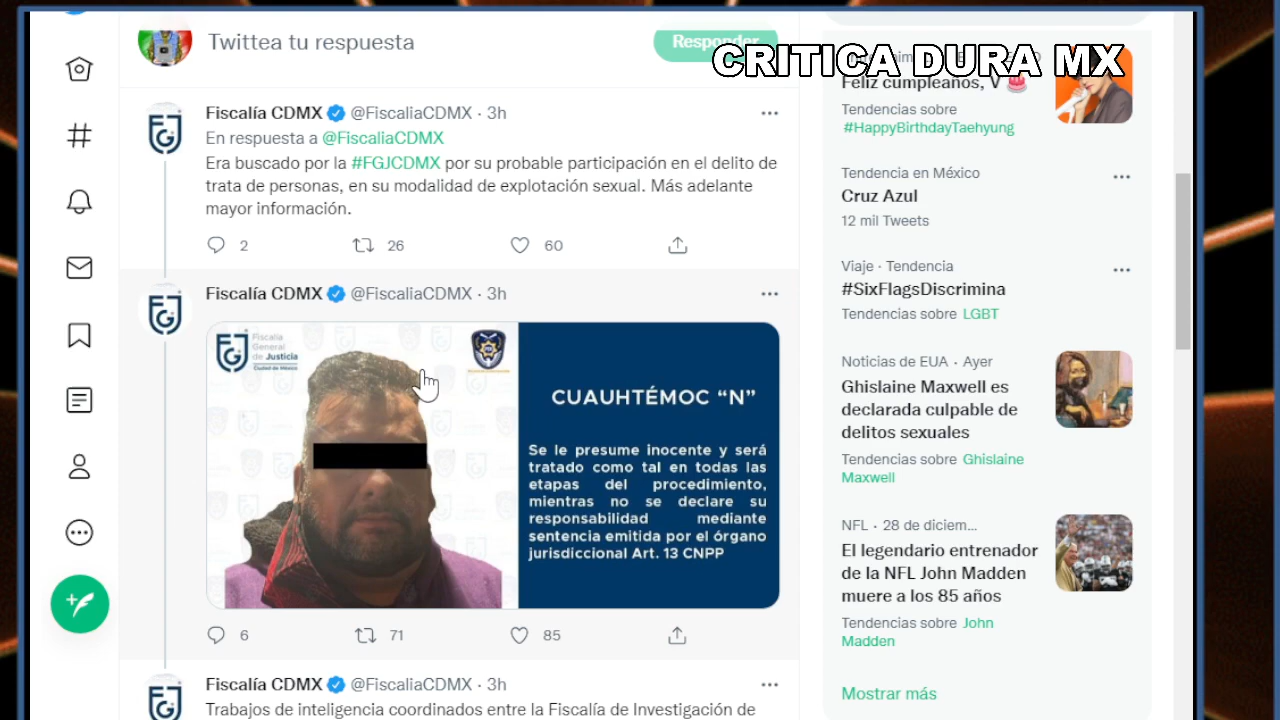 Twittea tu respuesta
Responder
CRITICA DURA MX
Fiscalía CDMX @FiscaliaCDMX · 3h
En respuesta a @FiscaliaCDMX
Era buscado por la #FGJCDMX por su probable participación en el delito de
trata de personas, en su modalidad de explotación sexual. Más adelante
mayor información.
2 26 60
Fiscalía CDMX @FiscaliaCDMX · 3h
FGJ
Fiscalía
General
de Justicia
Ciudad de México
CUAUHTÉMOC “N”
Se le presume inocente y será
tratado como tal en todas las
etapas del procedimiento,
mientras no se declare su
responsabilidad mediante
sentencia emitida por el órgano
jurisdiccional Art. 13 CNPP
6 71 85
Fiscalía CDMX @FiscaliaCDMX · 3h
Trabajos de inteligencia coordinados entre la Fiscalía de Investigación de
Feliz cumpleaños, V
Tendencias sobre
#HappyBirthdayTaehyung
Tendencia en México
Cruz Azul
12 mil Tweets
Viaje · Tendencia
#SixFlagsDiscrimina
Tendencias sobre LGBT
Noticias de EUA · Ayer
Ghislaine Maxwell es
declarada culpable de
delitos sexuales
Tendencias sobre Ghislaine
Maxwell
NFL · 28 de diciem...
El legendario entrenador
de la NFL John Madden
muere a los 85 años
Tendencias sobre John
Madden
Mostrar más